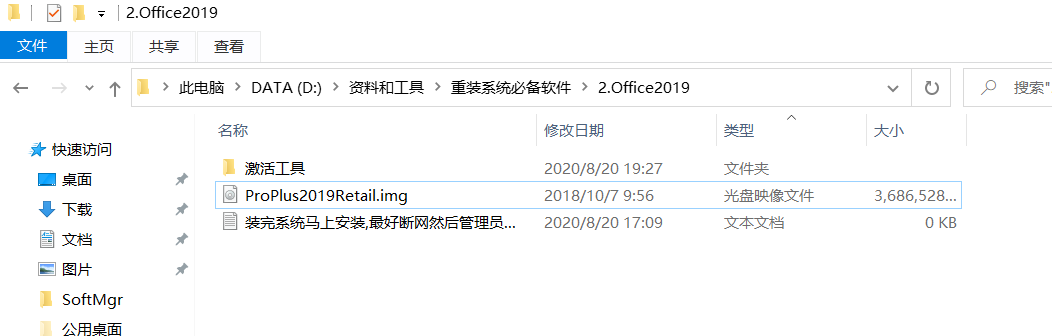 2.Office2019
文件 主页 共享 查看
此电脑 DATA (D:) 资料和工具 重装系统必备软件 2.Office2019 搜索"
名称 修改日期 类型 大小
快速访问
激活工具 2020/8/20 19:27 文件夹
桌面
ProPlus2019Retail.img 2018/10/7 9:56 光盘映像文件 3,686,528...
下载
装完系统马上安装,最好断网然后管理员... 2020/8/20 17:09 文本文档 0 KB
文档
图片
SoftMgr
公用桌面